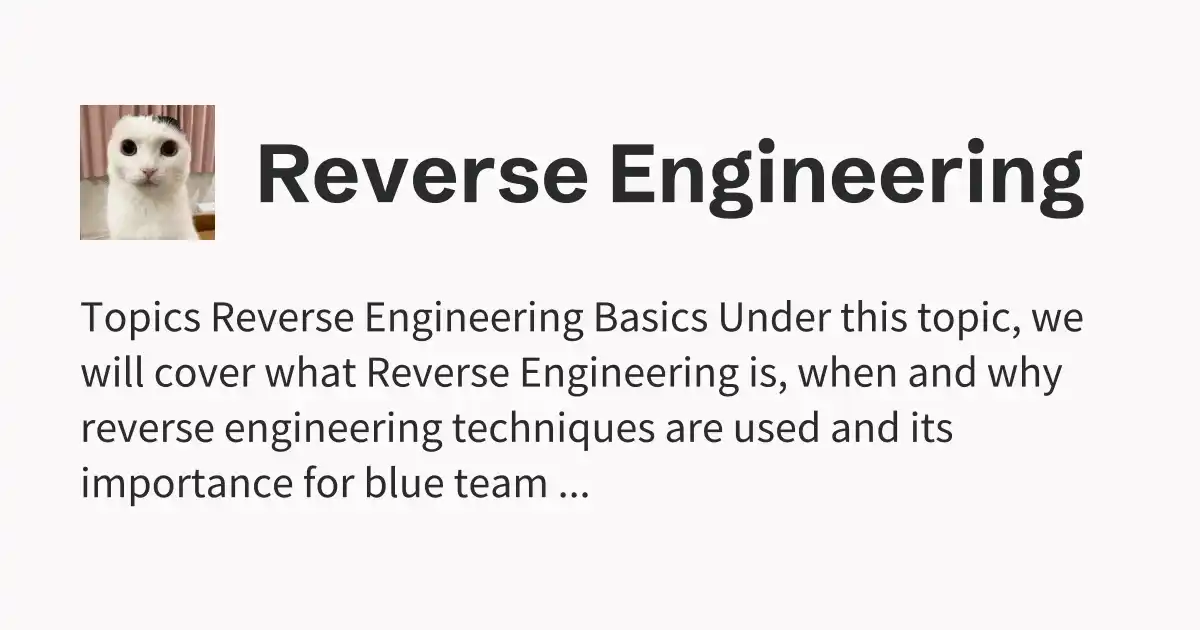 Reverse Engineering
Topics Reverse Engineering Basics Under this topic, we
will cover what Reverse Engineering is, when and why
reverse engineering techniques are used and its
importance for blue team ...